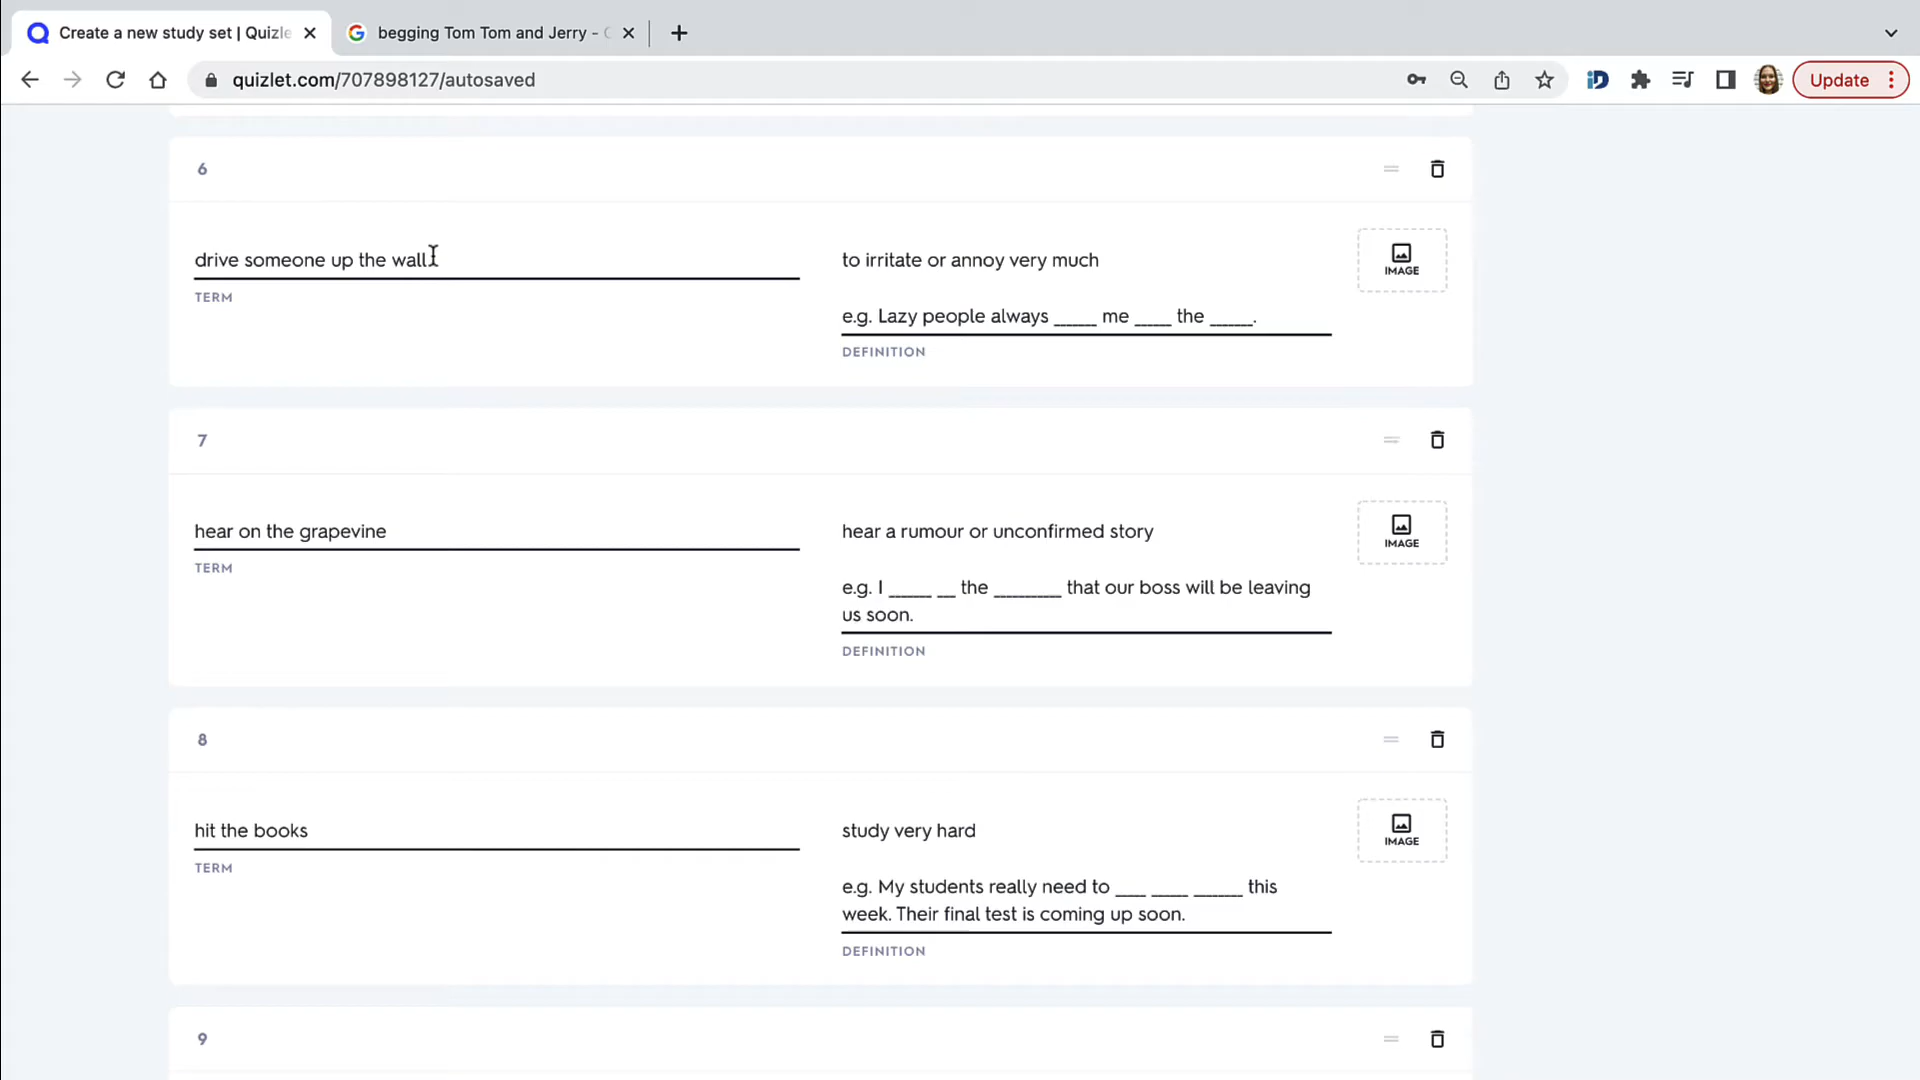 Create a new study set | Quizle
begging Tom Tom and Jerry -
quizlet.com/707898127/autosaved
Update
6
drive someone up the wall
TERM
to irritate or annoy very much
e.g. Lazy people always _____ me ____ the _____.
DEFINITION
IMAGE
7
hear on the grapevine
TERM
hear a rumour or unconfirmed story
e.g. I _____ __ the ________ that our boss will be leaving
us soon.
DEFINITION
IMAGE
8
hit the books
TERM
study very hard
e.g. My students really need to ___ ____ _____ this
week. Their final test is coming up soon.
DEFINITION
IMAGE
9